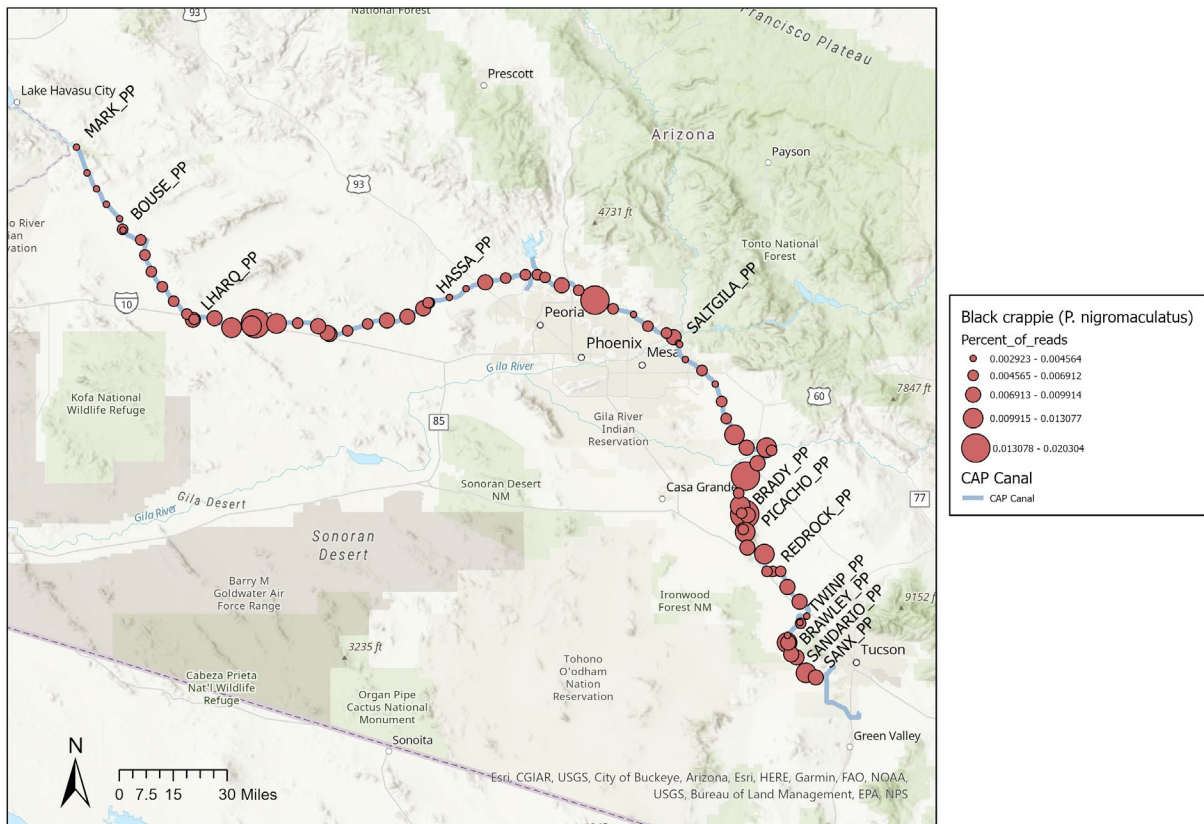 National Forest
93
Francisco Plateau
Prescott
Lake Havasu City
MARK_PP
Arizona
Payson
93
BOUSE_PP
4731 ft
o River
ian
vation
Tonto National
Forest
HASSA_PP
SALTGILA_PP
LHARQ_PP
10
Peoria
Phoenix
Mesa
Gila River
7847 ft
60
Kofa National
Wildlife Refuge
85
Gila River
Indian
Reservation
BRADY_PP
PICACHO_PP
Sonoran Desert
NM
Casa Grande
77
Gila Desert
Gila River
REDROCK_PP
Sonoran
Desert
Barry M
Goldwater Air
Force Range
Ironwood
Forest NM
TWINP_PP
BRAWLEY_PP
SANDARIO_PP
SANX_PP
9152 ft
3235 ft
Tucson
Cabeza Prieta
Nat'l Wildlife
Refuge
Tohono
O'odham
Nation
Reservation
Organ Pipe
Cactus National
Monument
Sonoita
Green Valley
N
0 7.5 15 30 Miles
Esri, CGIAR, USGS, City of Buckeye, Arizona, Esri, HERE, Garmin, FAO, NOAA,
USGS, Bureau of Land Management, EPA, NPS
Black crappie (P. nigromaculatus)
Percent_of_reads
0.002923 - 0.004564
0.004565 - 0.006912
0.006913 - 0.009914
0.009915 - 0.013077
0.013078 - 0.020304
CAP Canal
CAP Canal